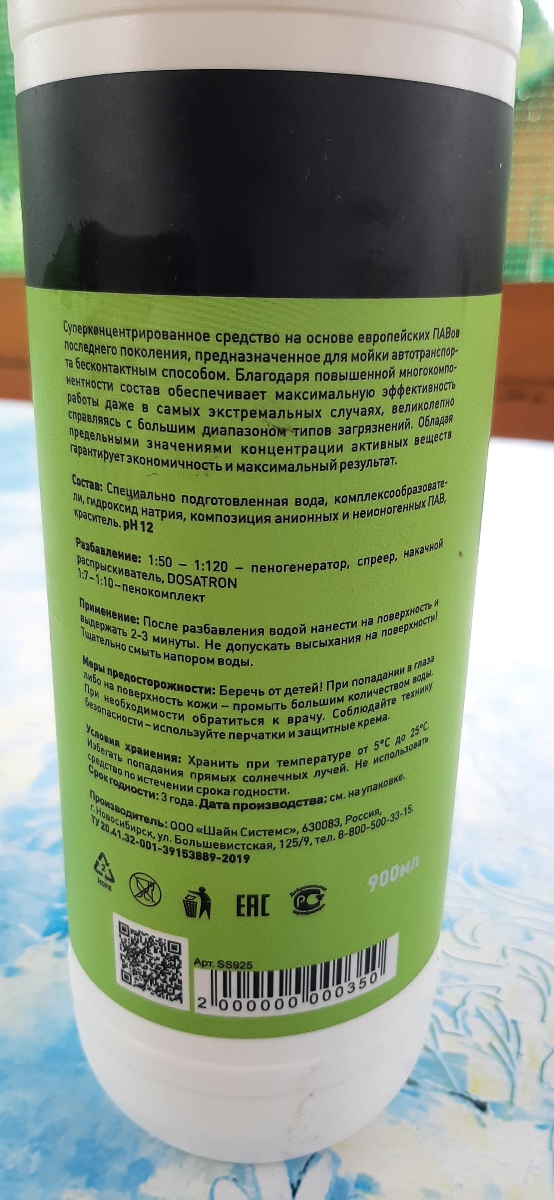 Суперконцентрированное средство на основе европейских ПАВов
последнего поколения, предназначенное для мойки автотранспор-
та бесконтактным способом. Благодаря повышенной многокомпо-
нентности состав обеспечивает максимальную эффективность
работы даже в самых экстремальных случаях, великолепно
справляясь с большим диапазоном типов загрязнений. Обладая
предельными значениями концентрации активных веществ
гарантирует экономичность и максимальный результат.
Состав: Специально подготовленная вода, комплексообразовате-
ли, гидроксид натрия, композиция анионных и неионогенных ПАВ,
краситель. pH 12
Разбавление: 1:50 – 1:120 – пеногенератор, спреер, накачной
распрыскиватель, DOSATRON
1:7–1:10–пенокомплект
Применение: После разбавления водой нанести на поверхность и
выдержать 2-3 минуты. Не допускать высыхания на поверхности!
Тщательно смыть напором воды.
Меры предосторожности: Беречь от детей! При попадании в глаза
либо на поверхность кожи – промыть большим количеством воды.
При необходимости обратиться к врачу. Соблюдайте технику
безопасности – используйте перчатки и защитные крема.
Условия хранения: Хранить при температуре от 5°С до 25°С.
Избегать попадания прямых солнечных лучей. Не использовать
средство по истечении срока годности.
Срок годности: 3 года. Дата производства: см. на упаковке.
Производитель: ООО «Шайн Системс», 630083, Россия,
г. Новосибирск, ул. Большевистская, 125/9, тел. 8-800-500-33-15.
ТУ 20.41.32-001-39153889-2019
900мл
2
HDPE
ЕАС
РСТ
Арт. SS925
2 000000 000350